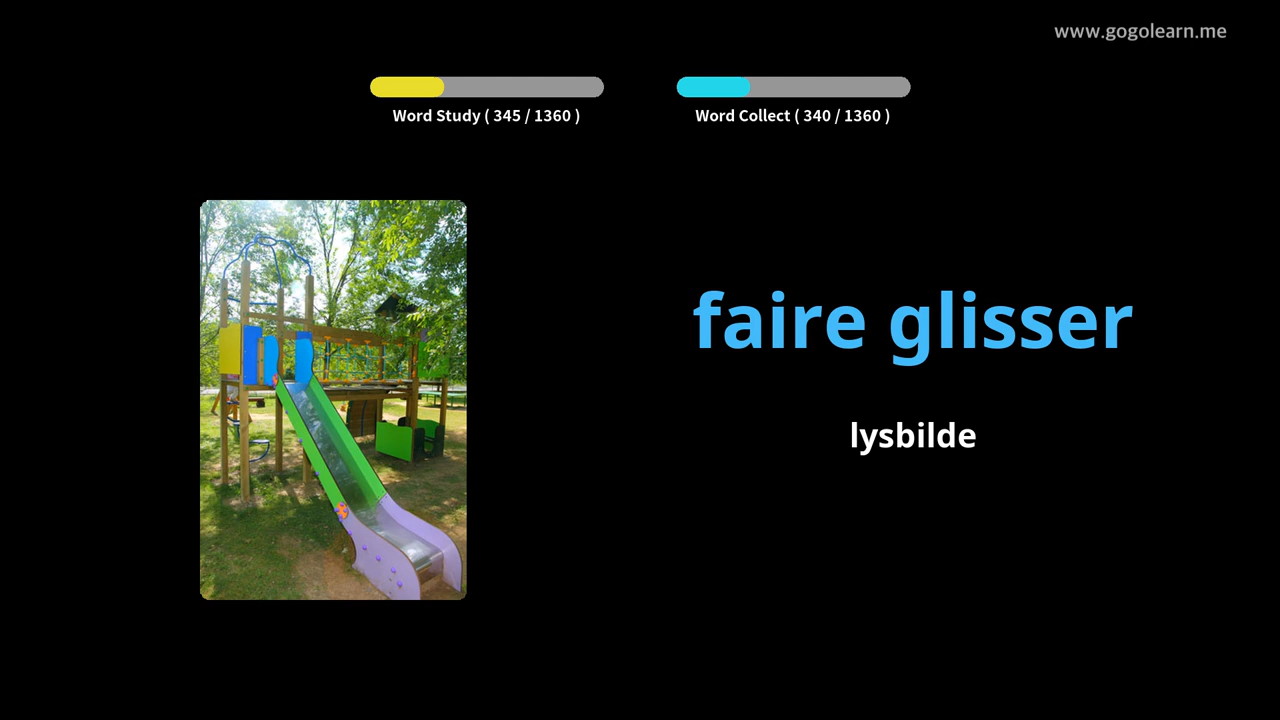 www.gogolearn.me
Word Study ( 345 / 1360 )
Word Collect ( 340 / 1360 )
faire glisser
lysbilde